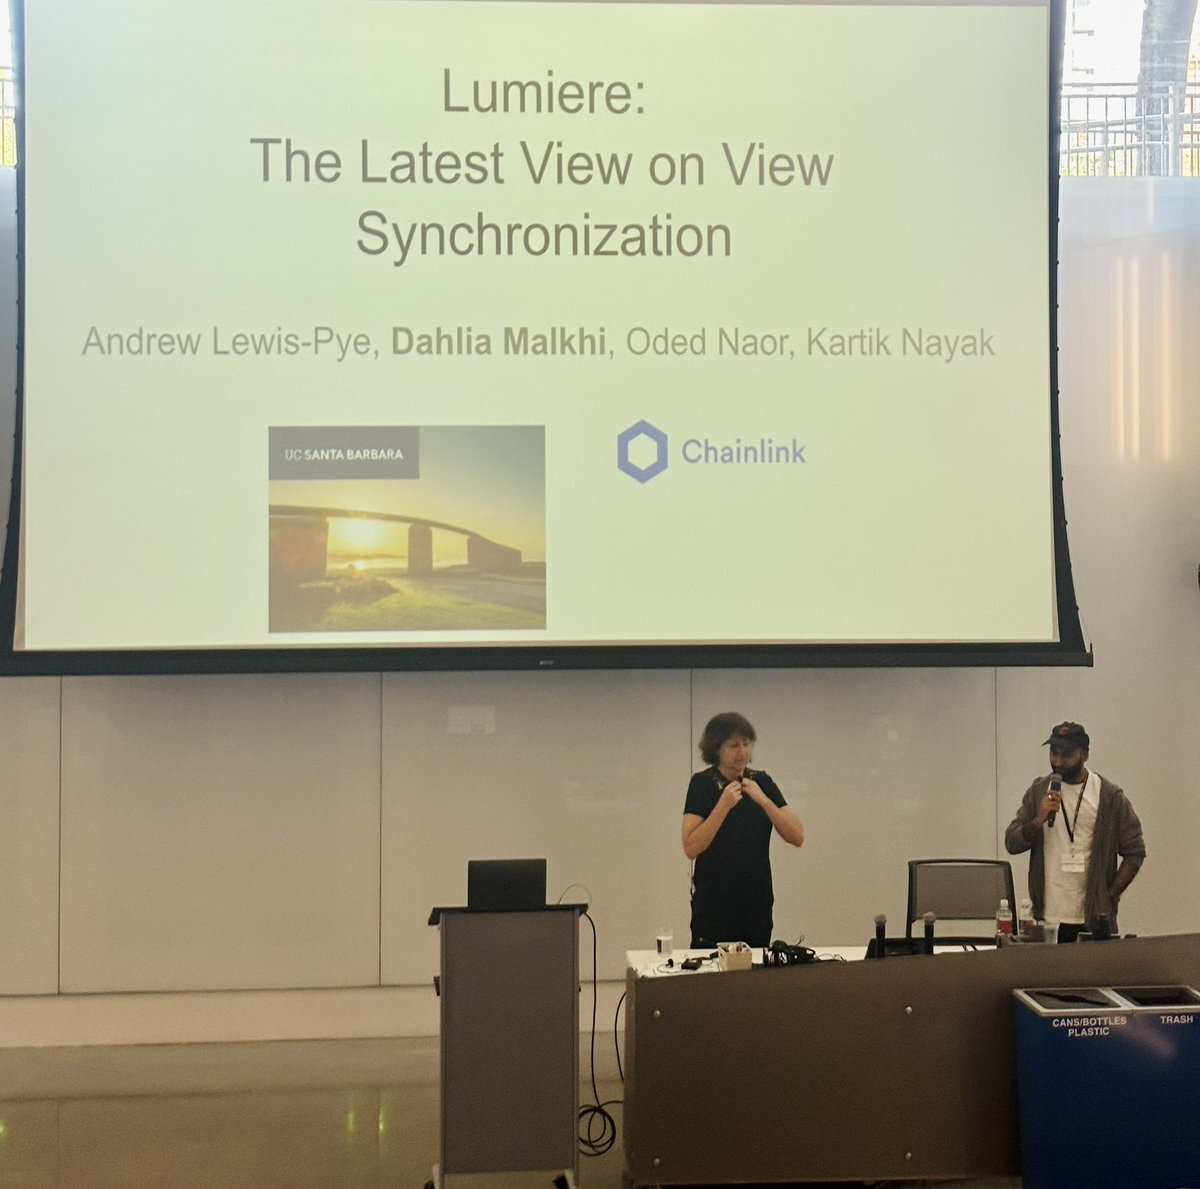 Lumiere:
The Latest View on View
Synchronization
Andrew Lewis-Pye, Dahlia Malkhi, Oded Naor, Kartik Nayak
UC SANTA BARBARA
Chainlink
CANS/BOTTLES
PLASTIC
TRASH